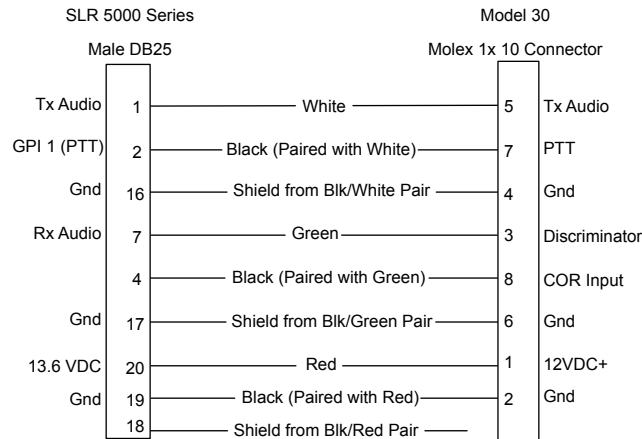 SLR 5000 Series Model 30
Male DB25 Molex 1x 10 Connector
Tx Audio 1 White 5 Tx Audio
GPI 1 (PTT) 2 Black (Paired with White) 7 PTT
Gnd 16 Shield from Blk/White Pair 4 Gnd
Rx Audio 7 Green 3 Discriminator
4 Black (Paired with Green) 8 COR Input
Gnd 17 Shield from Blk/Green Pair 6 Gnd
13.6 VDC 20 Red 1 12VDC+
Gnd 19 Black (Paired with Red) 2 Gnd
18 Shield from Blk/Red Pair